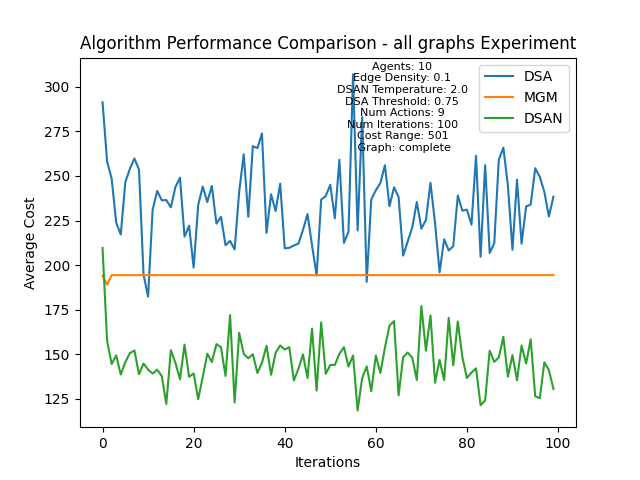 Algorithm Performance Comparison - all graphs Experiment
Agents: 10
Edge Density: 0.1
DSAN Temperature: 2.0
DSA Threshold: 0.75
Num Actions: 9
Num Iterations: 100
Cost Range: 501
Graph: complete
DSA
MGM
DSAN
Average Cost
300
275
250
225
200
175
150
125
0
20
40
60
80
100
Iterations